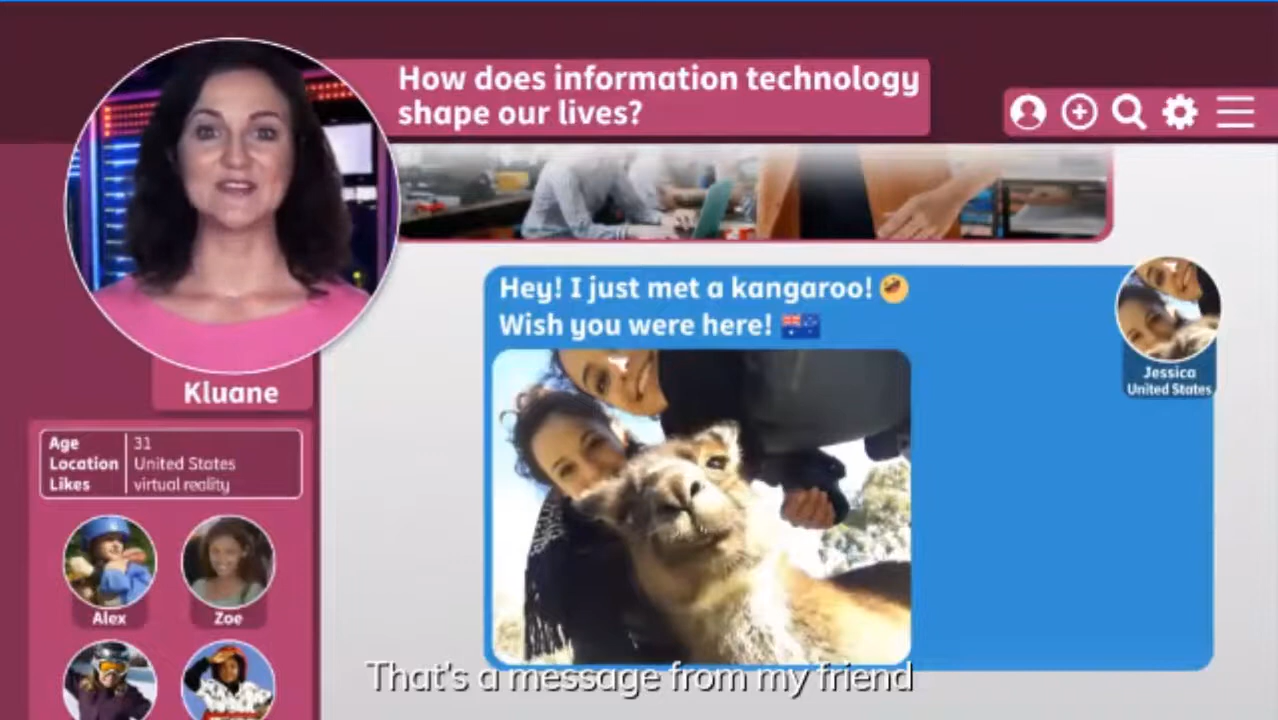 How does information technology
shape our lives?
Hey! I just met a kangaroo! 🤣
Wish you were here! 🇦🇺
Jessica
United States
Kluane
Age 31
Location United States
Likes virtual reality
Alex
Zoe
That's a message from my friend